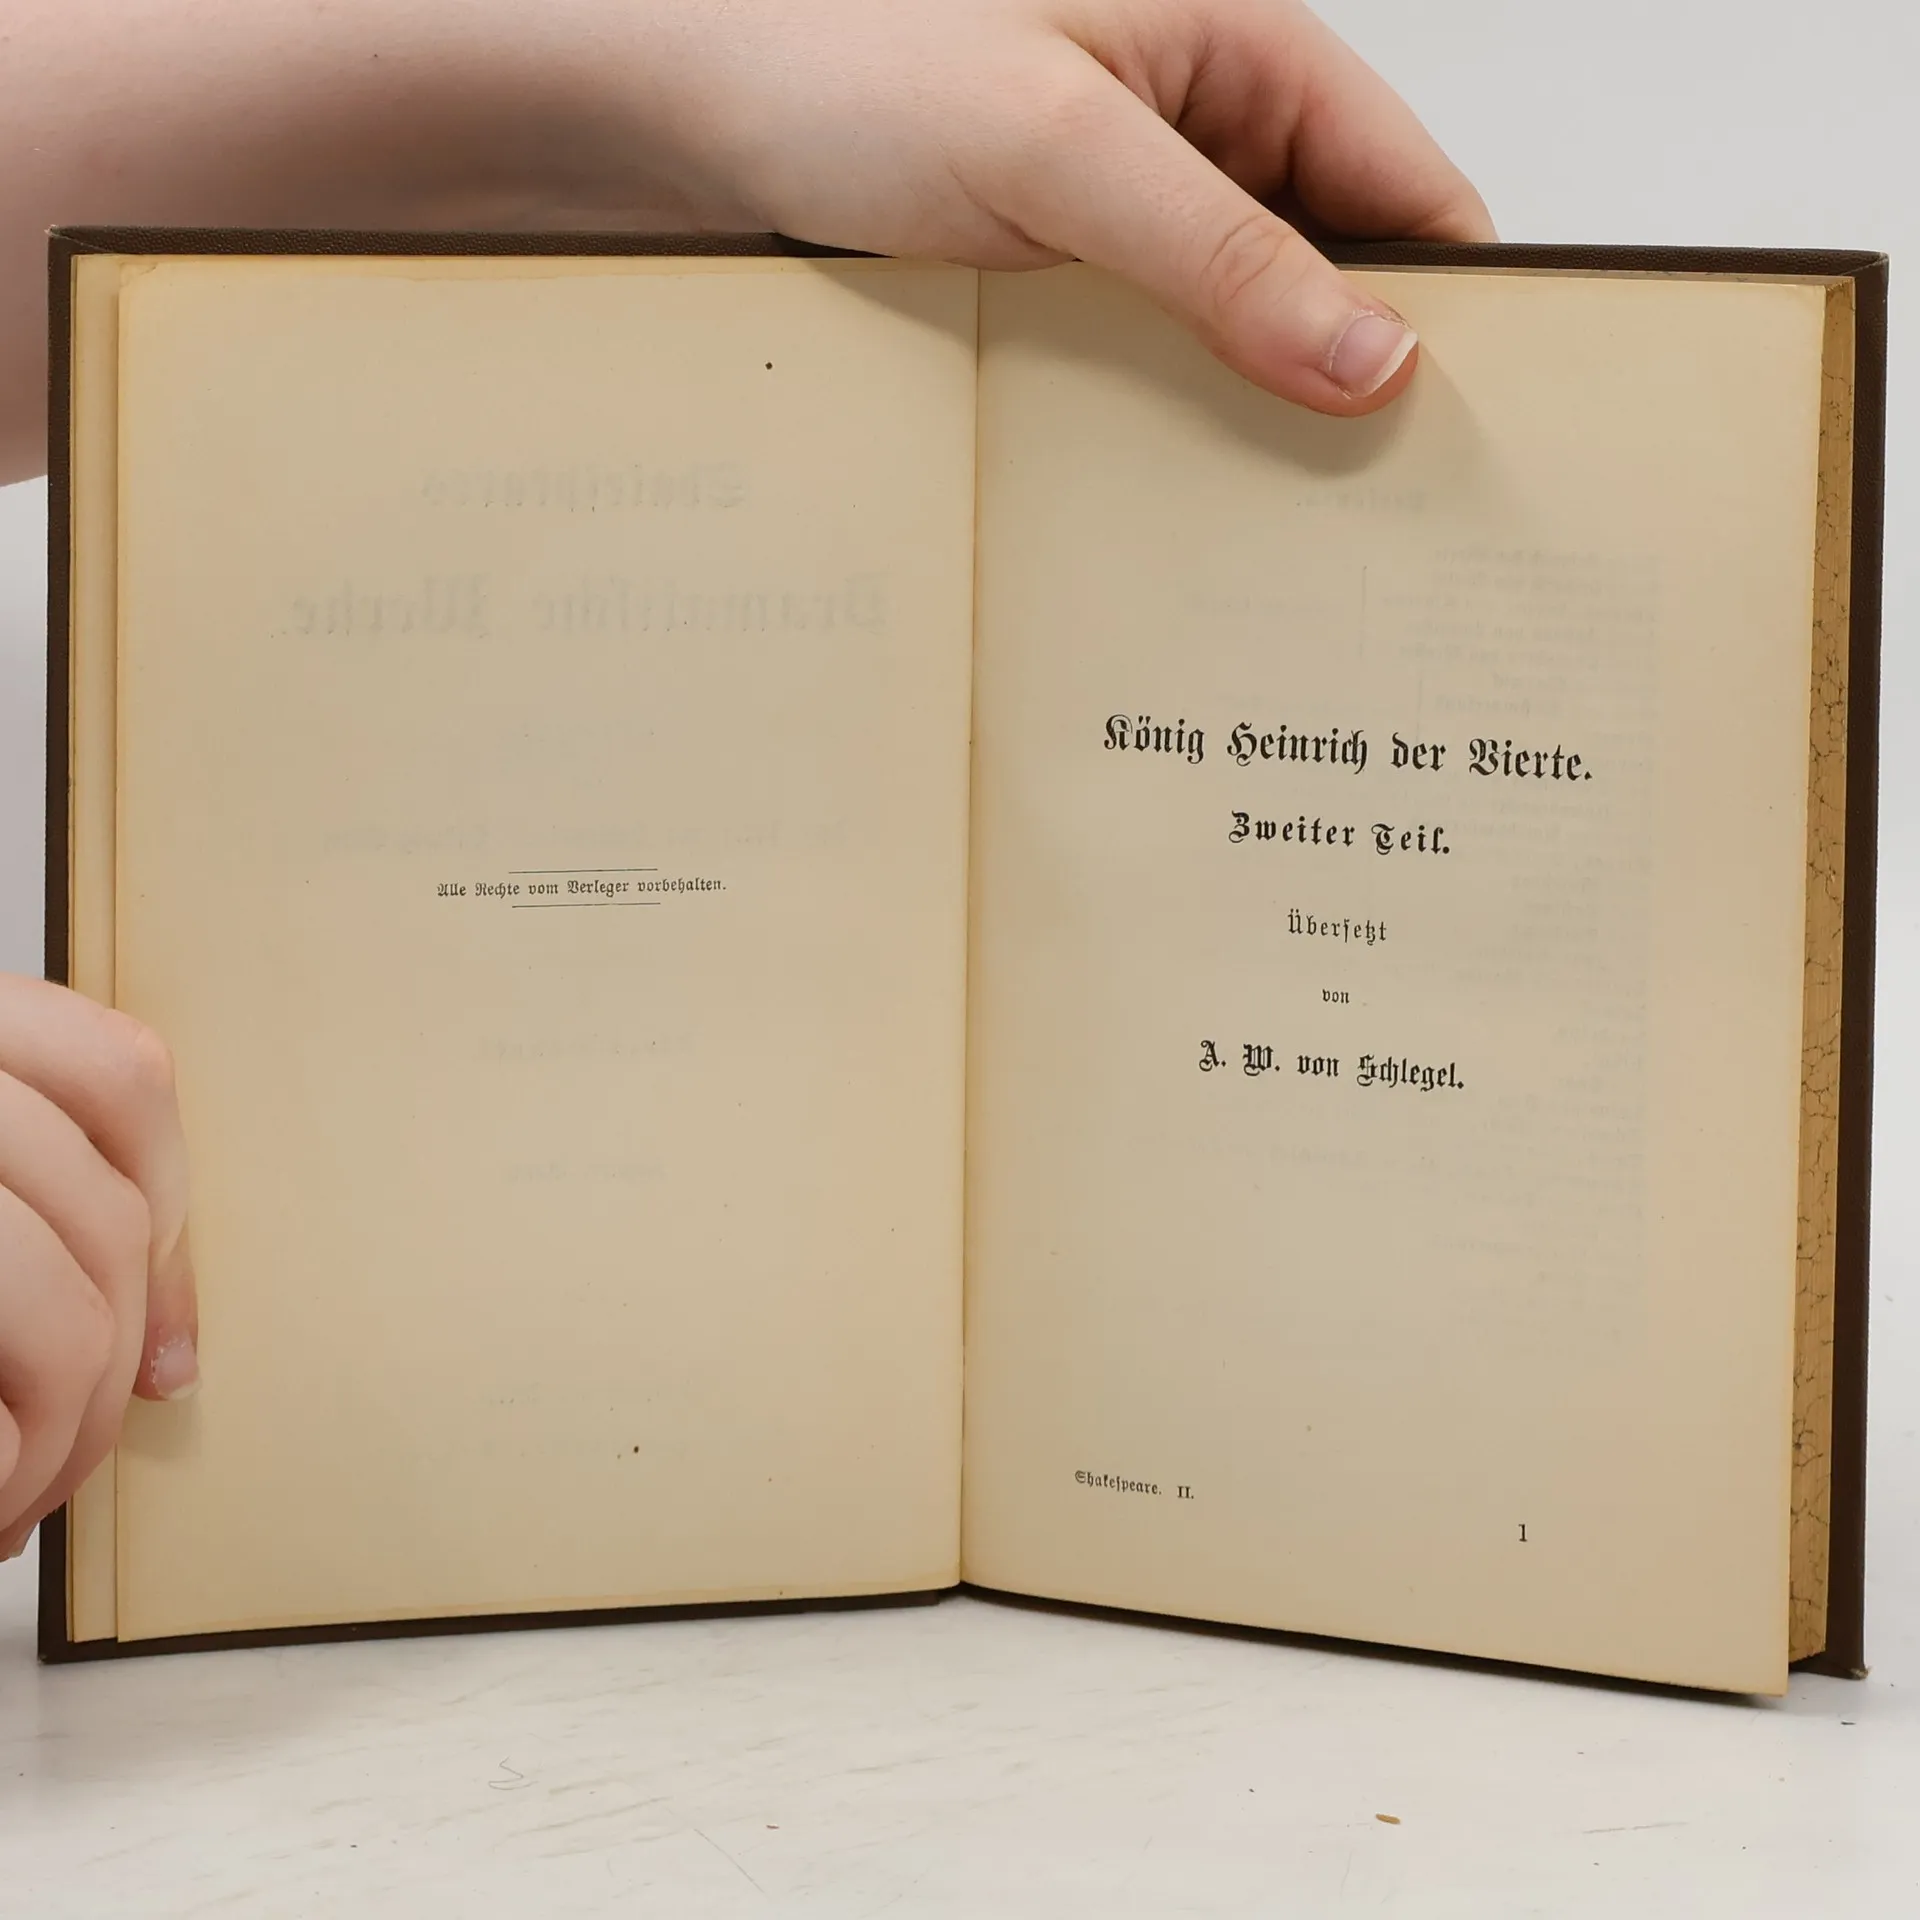 Alle Rechte vom Verleger vorbehalten.
König Heinrich der Vierte.
Zweiter Teil.
Übersetzt
von
A. W. von Schlegel.
Shakespeare. II.
1